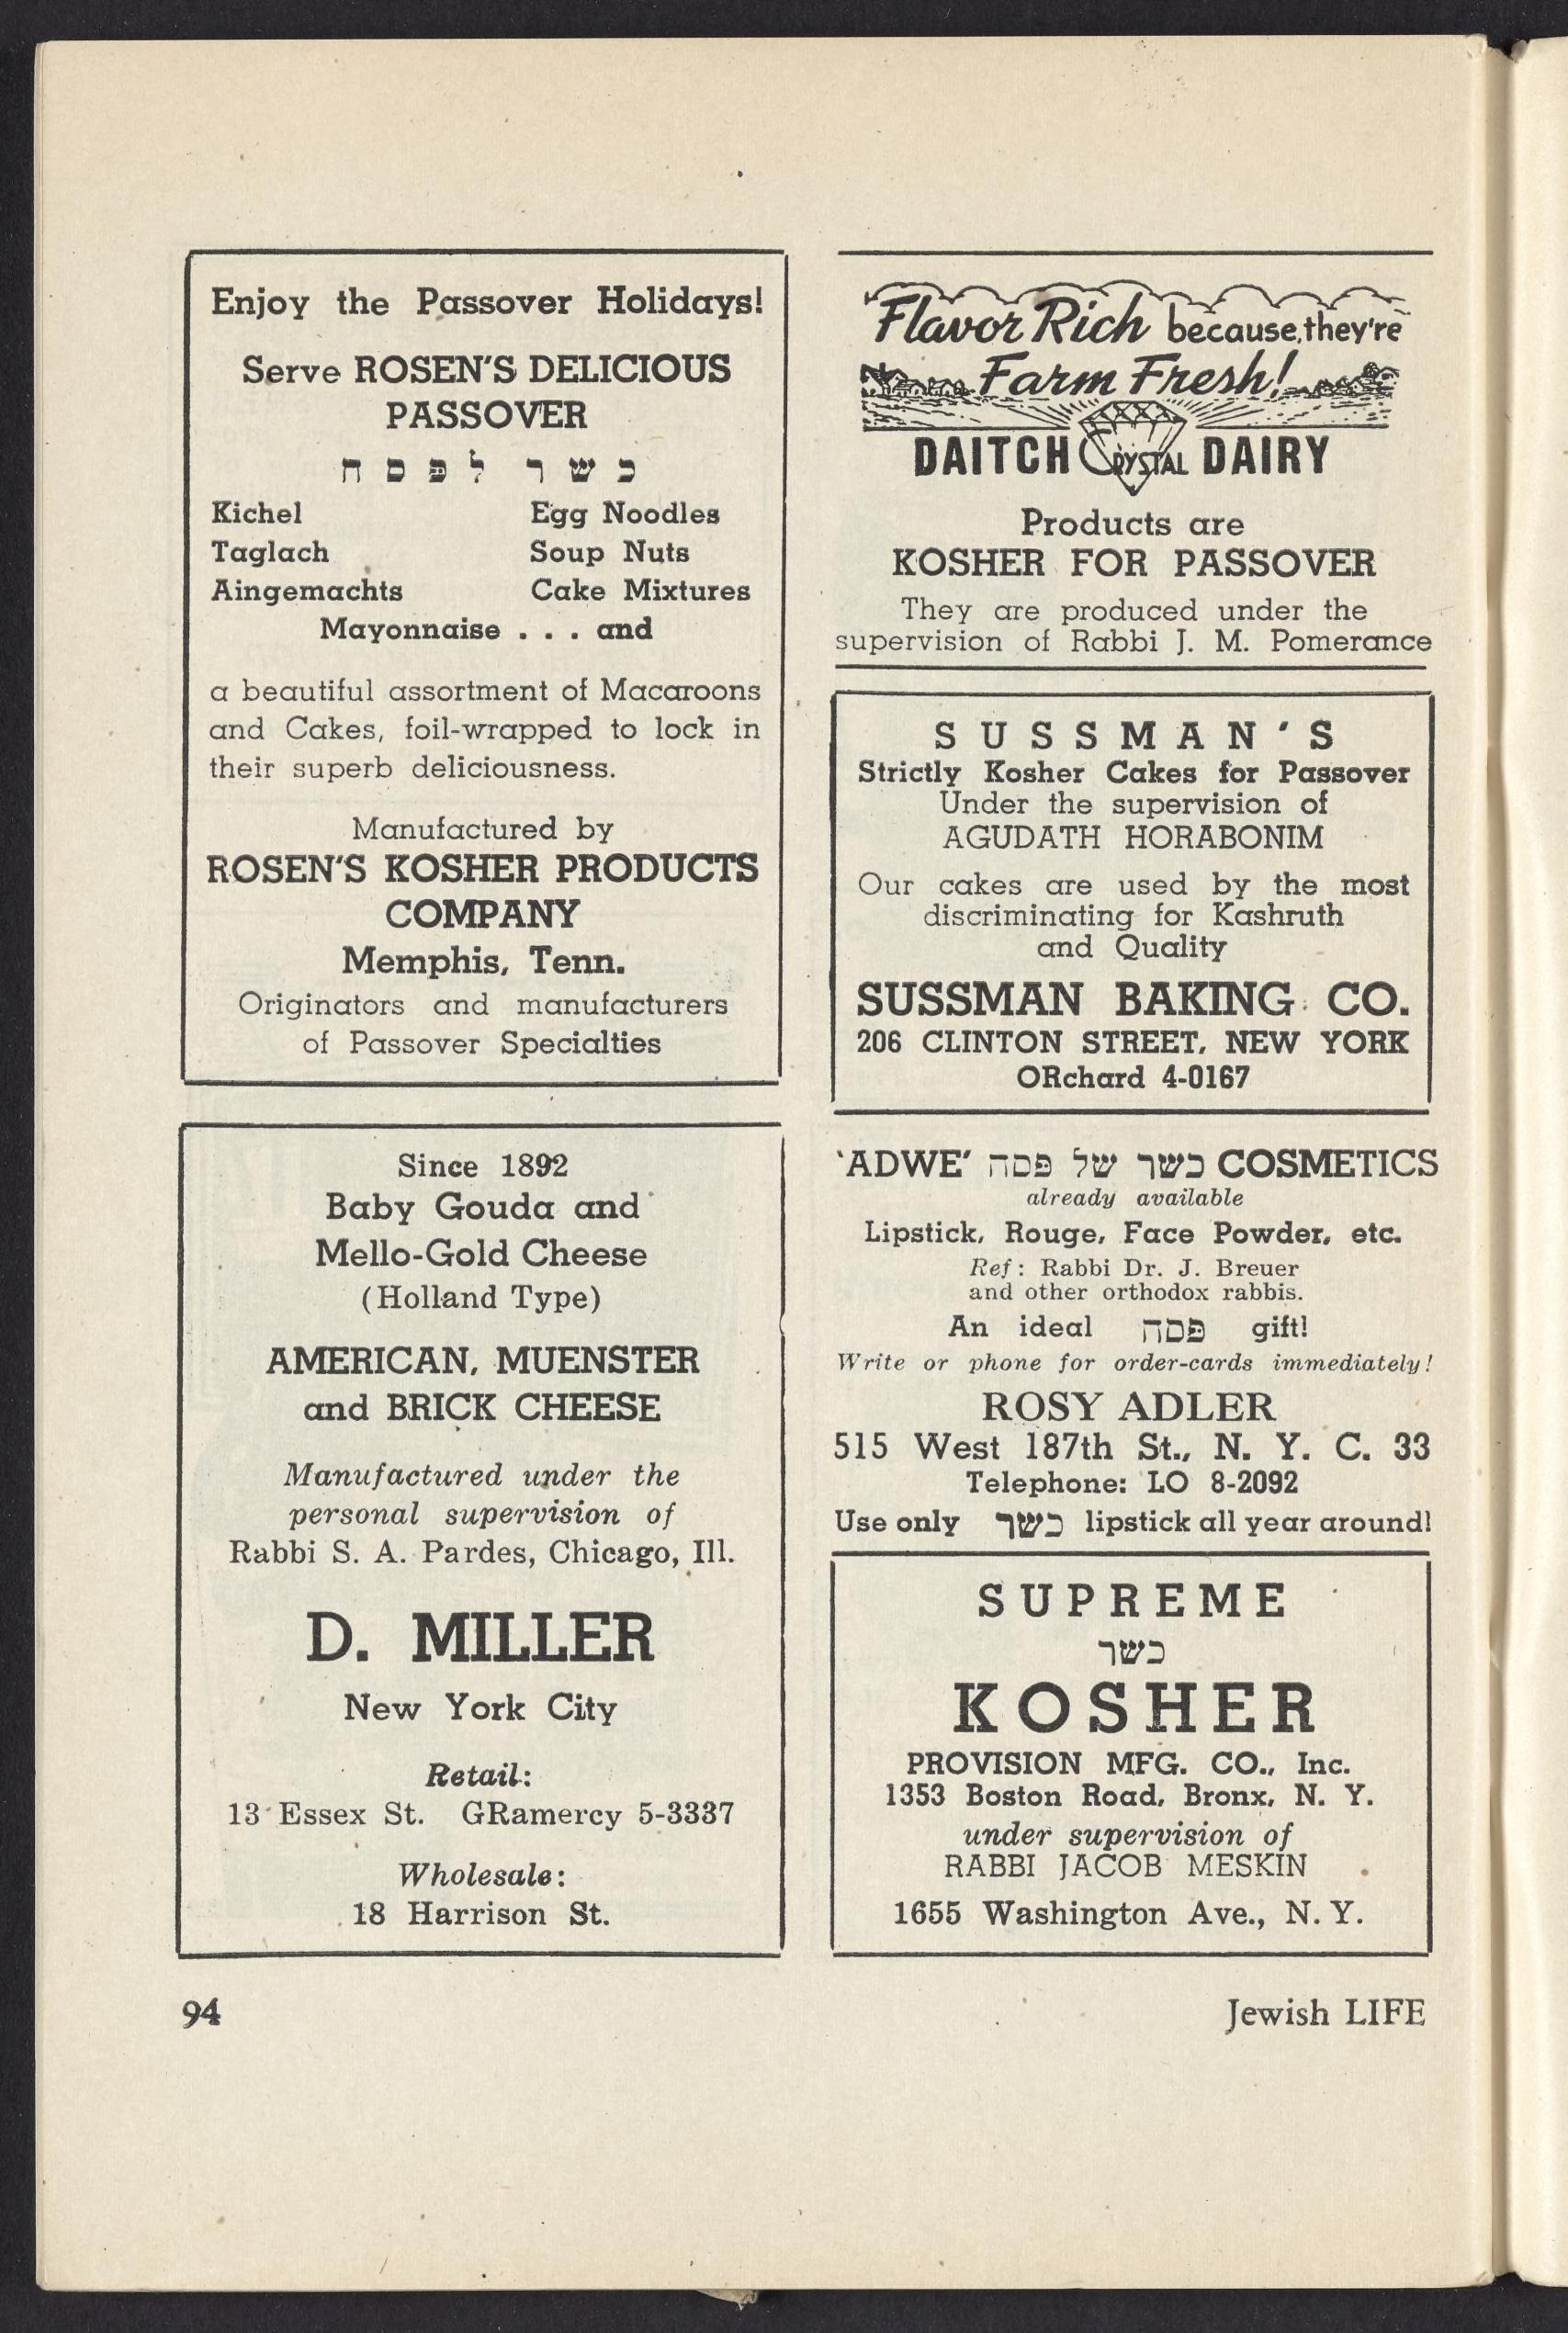 Enjoy the Passover Holidays!
Serve ROSEN'S DELICIOUS
PASSOVER
כשר לפסח
Kichel Egg Noodles
Taglach Soup Nuts
Aingemachts Cake Mixtures
Mayonnaise . . . and
a beautiful assortment of Macaroons
and Cakes, foil-wrapped to lock in
their superb deliciousness.
Manufactured by
ROSEN'S KOSHER PRODUCTS
COMPANY
Memphis, Tenn.
Originators and manufacturers
of Passover Specialties
Since 1892
Baby Gouda and
Mello-Gold Cheese
(Holland Type)
AMERICAN, MUENSTER
and BRICK CHEESE
Manufactured under the
personal supervision of
Rabbi S. A. Pardes, Chicago, Ill.
D. MILLER
New York City
Retail:
13 Essex St. GRamercy 5-3337
Wholesale:
18 Harrison St.
Flavor Rich because they're
Farm Fresh!
DAITCH CRYSTAL DAIRY
Products are
KOSHER FOR PASSOVER
They are produced under the
supervision of Rabbi J. M. Pomerance
SUSSMAN'S
Strictly Kosher Cakes for Passover
Under the supervision of
AGUDATH HORABONIM
Our cakes are used by the most
discriminating for Kashruth
and Quality
SUSSMAN BAKING CO.
206 CLINTON STREET, NEW YORK
ORchard 4-0167
'ADWE' כשר של פסח COSMETICS
already available
Lipstick, Rouge, Face Powder, etc.
Ref: Rabbi Dr. J. Breuer
and other orthodox rabbis.
An ideal פסח gift!
Write or phone for order-cards immediately!
ROSY ADLER
515 West 187th St., N. Y. C. 33
Telephone: LO 8-2092
Use only כשר lipstick all year around!
SUPREME
כשר
KOSHER
PROVISION MFG. CO., Inc.
1353 Boston Road, Bronx, N. Y.
under supervision of
RABBI JACOB MESKIN
1655 Washington Ave., N. Y.
94
Jewish LIFE